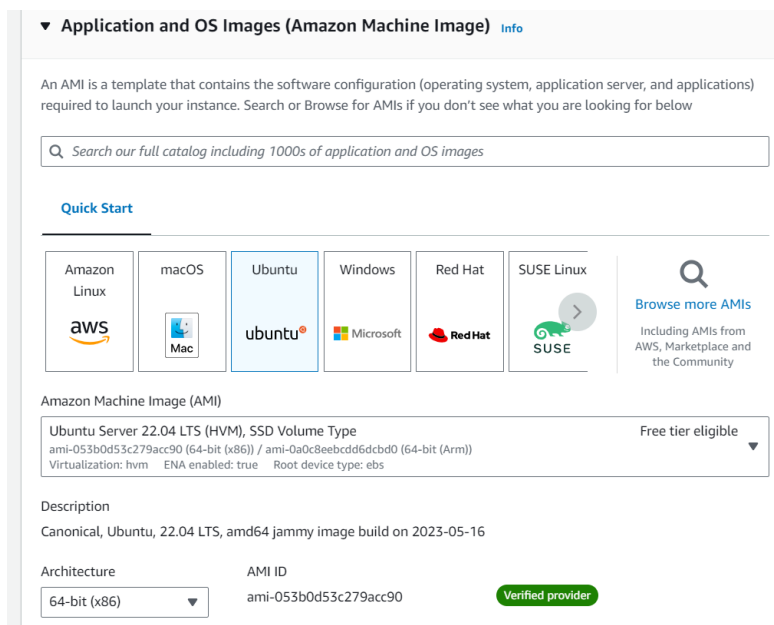 Application and OS Images (Amazon Machine Image) Info
An AMI is a template that contains the software configuration (operating system, application server, and applications)
required to launch your instance. Search or Browse for AMIs if you don't see what you are looking for below
Search our full catalog including 1000s of application and OS images
Quick Start
Amazon
Linux
aws
macOS
Mac
Ubuntu
ubuntu
Windows
Microsoft
Red Hat
Red Hat
SUSE Linux
SUSE
Browse more AMIs
Including AMIs from
AWS, Marketplace and
the Community
Amazon Machine Image (AMI)
Ubuntu Server 22.04 LTS (HVM), SSD Volume Type Free tier eligible
ami-053b0d53c279acc90 (64-bit (x86)) / ami-0a0c8eebcdd6dcbd0 (64-bit (Arm))
Virtualization: hvm ENA enabled: true Root device type: ebs
Description
Canonical, Ubuntu, 22.04 LTS, amd64 jammy image build on 2023-05-16
Architecture AMI ID
64-bit (x86) ami-053b0d53c279acc90 Verified provider